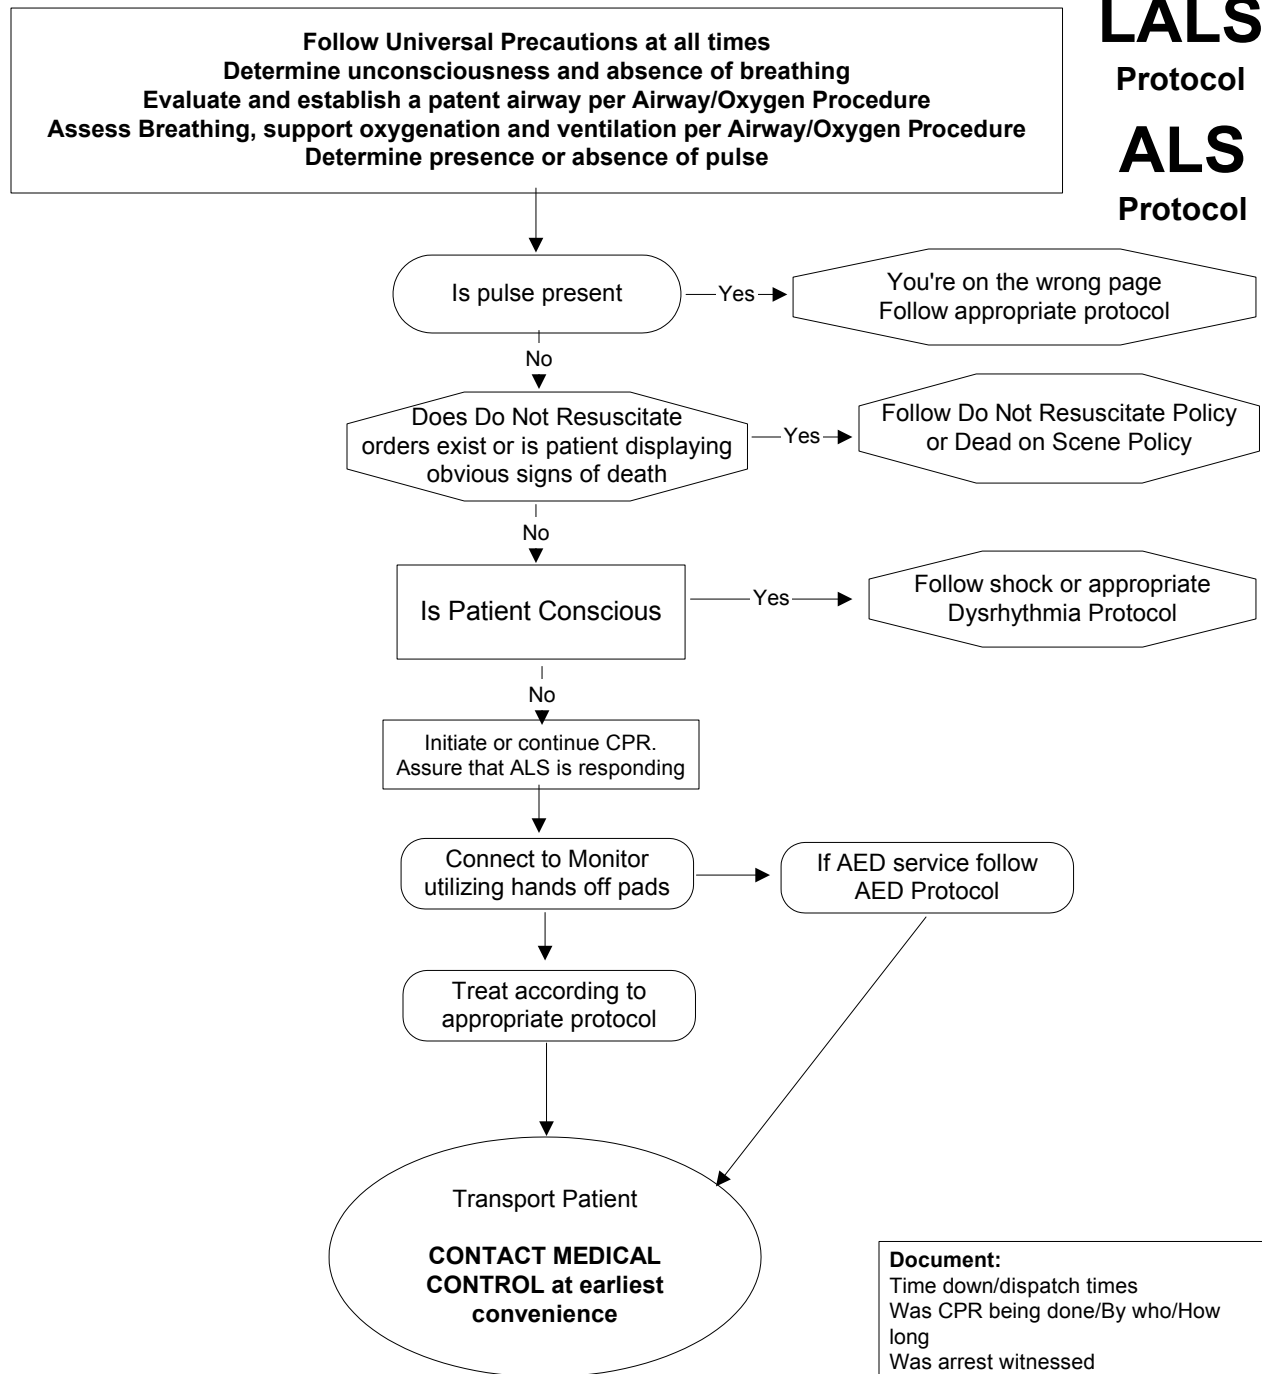 Follow Universal Precautions at all times
Determine unconsciousness and absence of breathing
Evaluate and establish a patent airway per Airway/Oxygen Procedure
Assess Breathing, support oxygenation and ventilation per Airway/Oxygen Procedure
Determine presence or absence of pulse
LALS
Protocol
ALS
Protocol
Is pulse present
Yes
You're on the wrong page
Follow appropriate protocol
No
Does Do Not Resuscitate
orders exist or is patient displaying
obvious signs of death
Yes
Follow Do Not Resuscitate Policy
or Dead on Scene Policy
No
Is Patient Conscious
Yes
Follow shock or appropriate
Dysrhythmia Protocol
No
Initiate or continue CPR.
Assure that ALS is responding
Connect to Monitor
utilizing hands off pads
If AED service follow
AED Protocol
Treat according to
appropriate protocol
Transport Patient
CONTACT MEDICAL
CONTROL at earliest
convenience
Document:
Time down/dispatch times
Was CPR being done/By who/How
long
Was arrest witnessed